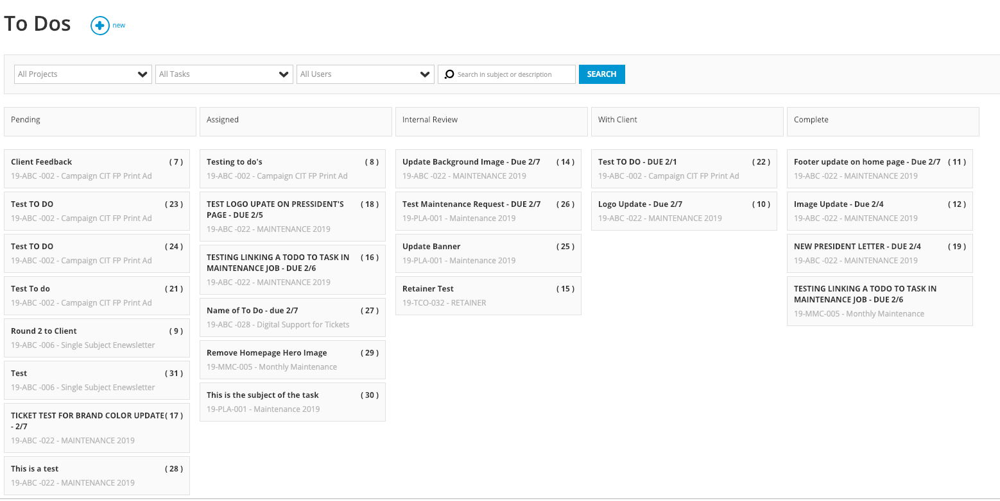 To Dos
new
All Projects
All Tasks
All Users
Search in subject or description
SEARCH
Pending
Client Feedback ( 7 )
19-ABC -002 - Campaign CIT FP Print Ad
Test TO DO ( 23 )
19-ABC -002 - Campaign CIT FP Print Ad
Test TO DO ( 24 )
19-ABC -002 - Campaign CIT FP Print Ad
Test To do ( 21 )
19-ABC -002 - Campaign CIT FP Print Ad
Round 2 to Client ( 9 )
19-ABC -006 - Single Subject Enewsletter
Test ( 31 )
19-ABC -006 - Single Subject Enewsletter
TICKET TEST FOR BRAND COLOR UPDATE ( 17 )
- 2/7
19-ABC -022 - MAINTENANCE 2019
This is a test ( 28 )
19-ABC -022 - MAINTENANCE 2019
Assigned
Testing to do's ( 8 )
19-ABC -002 - Campaign CIT FP Print Ad
TEST LOGO UPATE ON PRESSIDENT'S ( 18 )
PAGE - DUE 2/5
19-ABC -022 - MAINTENANCE 2019
TESTING LINKING A TODO TO TASK IN ( 16 )
MAINTENANCE JOB - DUE 2/6
19-ABC -022 - MAINTENANCE 2019
Name of To Do - due 2/7 ( 27 )
19-ABC -028 - Digital Support for Tickets
Remove Homepage Hero Image ( 29 )
19-MMC-005 - Monthly Maintenance
This is the subject of the task ( 30 )
19-PLA-001 - Maintenance 2019
Internal Review
Update Background Image - Due 2/7 ( 14 )
19-ABC -022 - MAINTENANCE 2019
Test Maintenance Request - DUE 2/7 ( 26 )
19-PLA-001 - Maintenance 2019
Update Banner ( 25 )
19-PLA-001 - Maintenance 2019
Retainer Test ( 15 )
19-TCO-032 - RETAINER
With Client
Test TO DO - DUE 2/1 ( 22 )
19-ABC -002 - Campaign CIT FP Print Ad
Logo Update - Due 2/7 ( 10 )
19-ABC -022 - MAINTENANCE 2019
Complete
Footer update on home page - Due 2/7 ( 11 )
19-ABC -022 - MAINTENANCE 2019
Image Update - Due 2/4 ( 12 )
19-ABC -022 - MAINTENANCE 2019
NEW PRESIDENT LETTER - DUE 2/4 ( 19 )
19-ABC -022 - MAINTENANCE 2019
TESTING LINKING A TODO TO TASK IN
MAINTENANCE JOB - DUE 2/6
19-MMC-005 - Monthly Maintenance